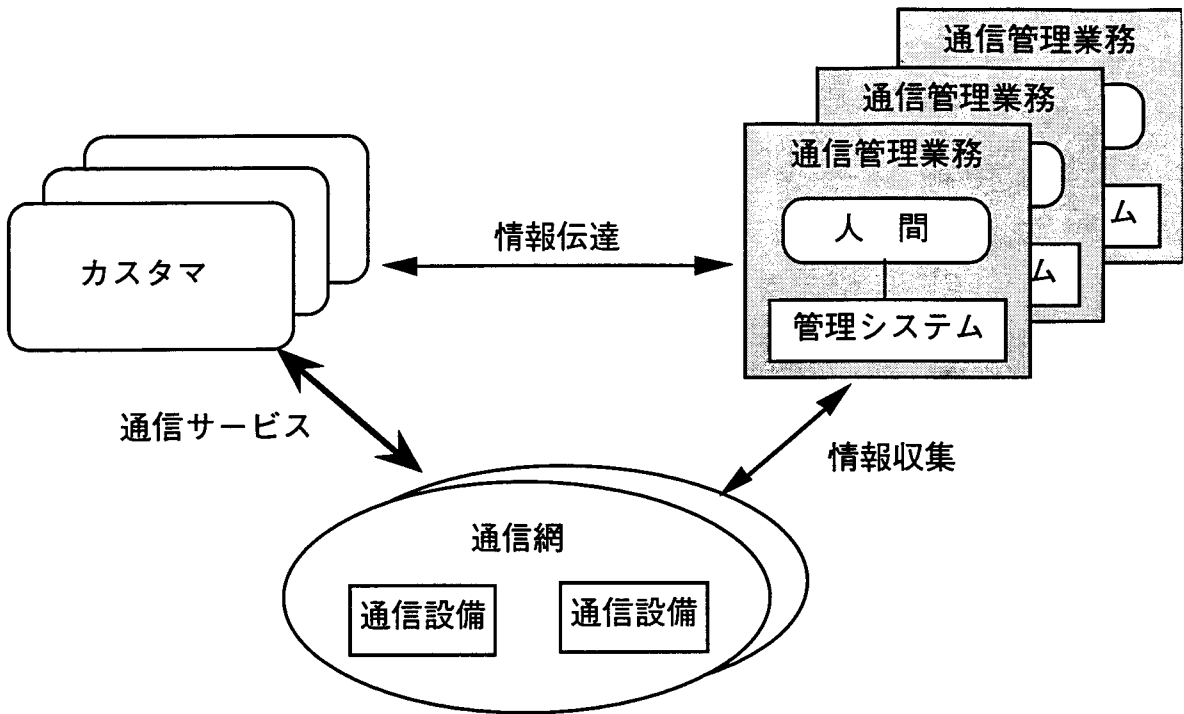 通信管理業務
通信管理業務
通信管理業務
人 間
管理システム
ム
ム
カスタマ
情報伝達
通信サービス
情報収集
通信網
通信設備
通信設備